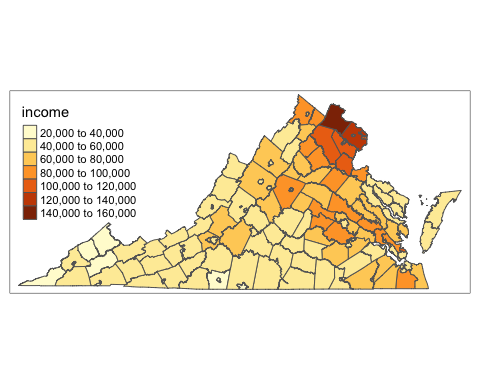 income
20,000 to 40,000
40,000 to 60,000
60,000 to 80,000
80,000 to 100,000
100,000 to 120,000
120,000 to 140,000
140,000 to 160,000